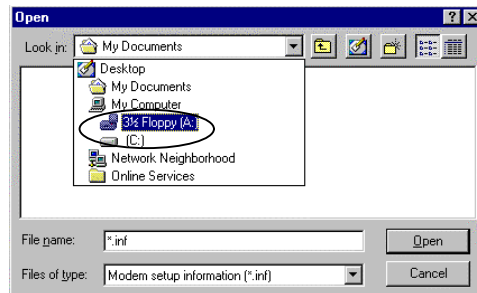 Open
Look in: My Documents
Desktop
My Documents
My Computer
3½ Floppy (A:
(C:)
Network Neighborhood
Online Services
File name: *.inf Open
Files of type: Modem setup information (*.inf) Cancel